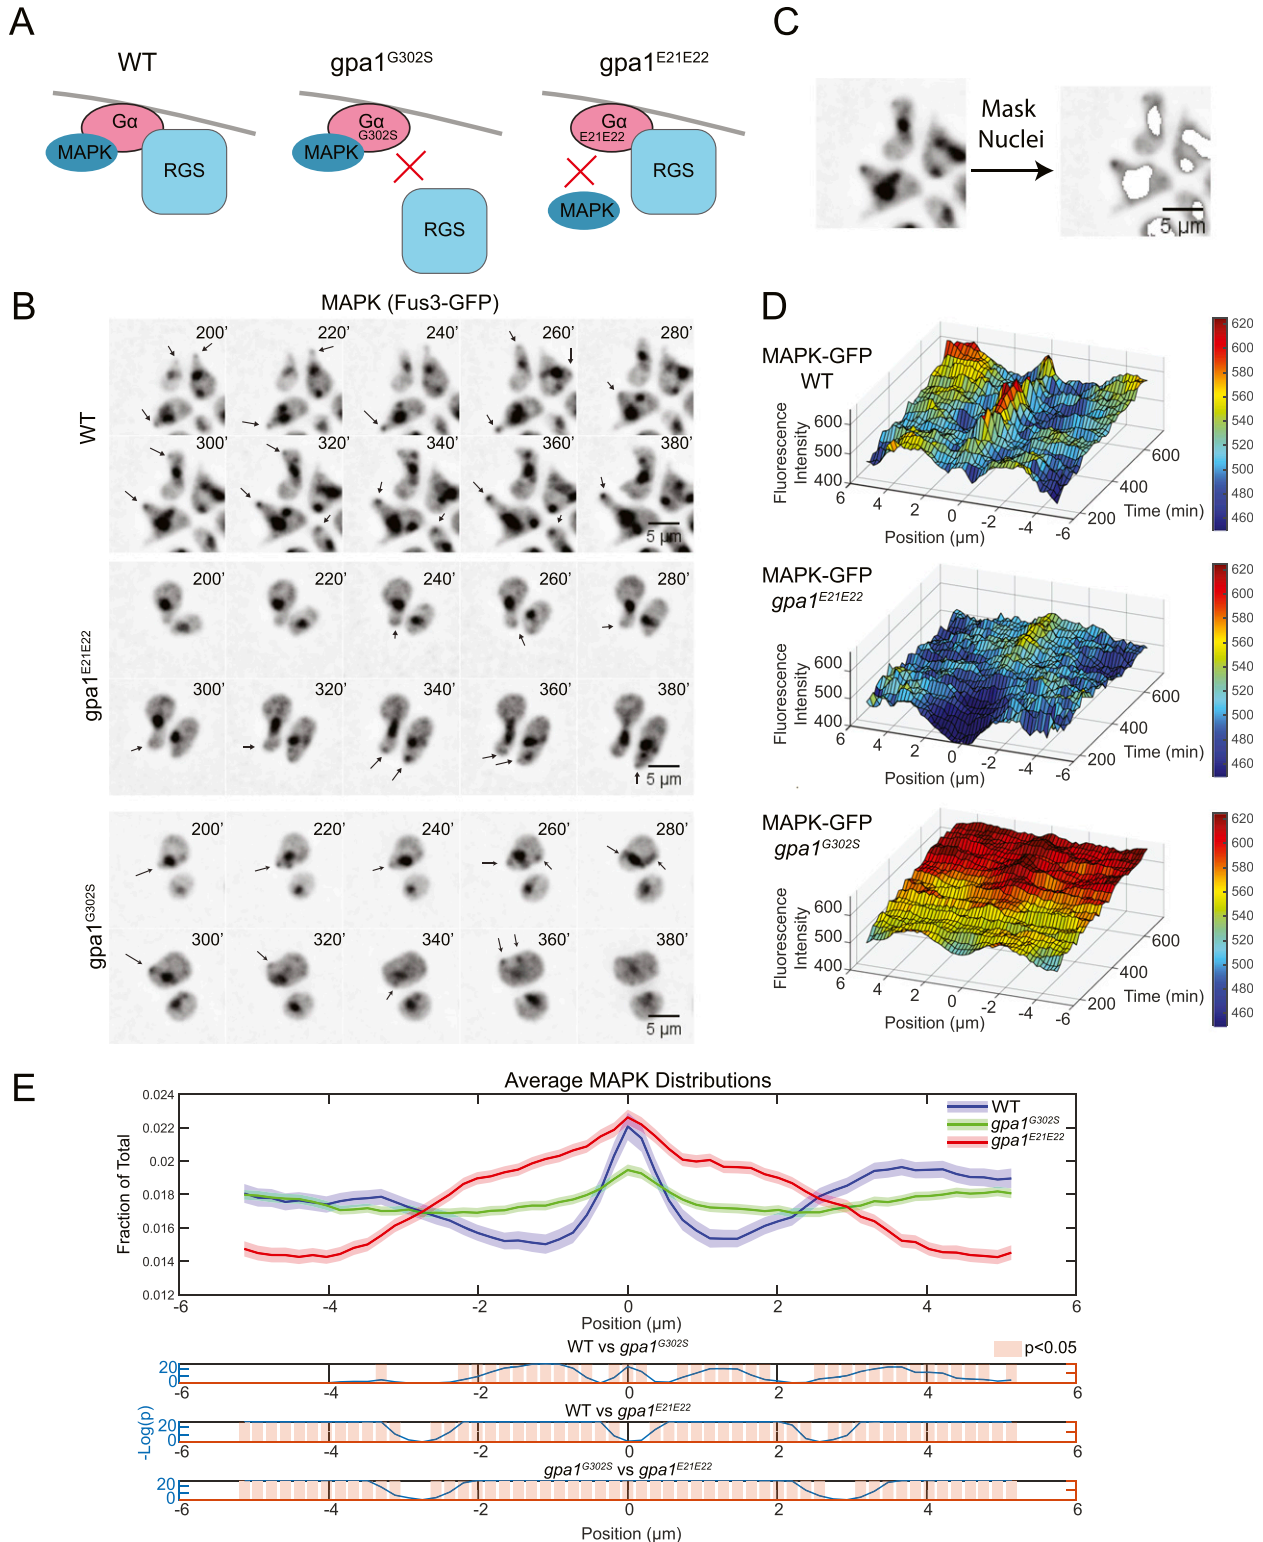 A
WT
gpa1G302S
gpa1E21E22
Gα
MAPK
RGS
Gα
G302S
MAPK
RGS
Gα
E21E22
MAPK
RGS
C
Mask
Nuclei
5 µm
B
MAPK (Fus3-GFP)
WT
200' 220' 240' 260' 280'
300' 320' 340' 360' 380'
5 µm
gpa1E21E22
200' 220' 240' 260' 280'
300' 320' 340' 360' 380'
5 µm
gpa1G302S
200' 220' 240' 260' 280'
300' 320' 340' 360' 380'
5 µm
D
MAPK-GFP
WT
Fluorescence
Intensity
600
500
400
6 4 2 0 -2 -4 -6
Position (µm)
200 400 600
Time (min)
620
600
580
560
540
520
500
480
460
MAPK-GFP
gpa1E21E22
Fluorescence
Intensity
600
500
400
6 4 2 0 -2 -4 -6
Position (µm)
200 400 600
Time (min)
620
600
580
560
540
520
500
480
460
MAPK-GFP
gpa1G302S
Fluorescence
Intensity
600
500
400
6 4 2 0 -2 -4 -6
Position (µm)
200 400 600
Time (min)
620
600
580
560
540
520
500
480
460
E
Average MAPK Distributions
Fraction of Total
0.024
0.022
0.02
0.018
0.016
0.014
0.012
WT
gpa1G302S
gpa1E21E22
-6 -4 -2 0 2 4 6
Position (µm)
WT vs gpa1G302S
p<0.05
20
0
-6 -4 -2 0 2 4 6
WT vs gpa1E21E22
-Log(p)
20
0
-6 -4 -2 0 2 4 6
gpa1G302S vs gpa1E21E22
20
0
-6 -4 -2 0 2 4 6
Position (µm)